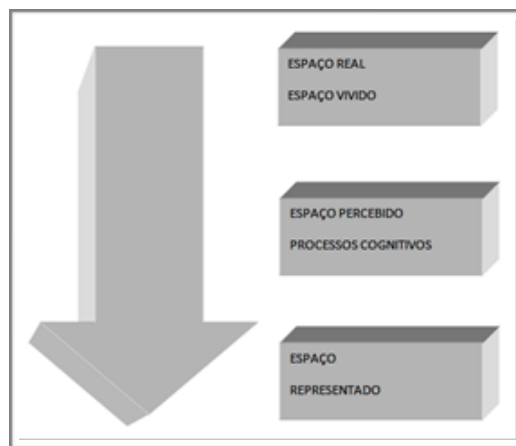 ESPAÇO REAL
ESPAÇO VIVIDO
ESPAÇO PERCEBIDO
PROCESSOS COGNITIVOS
ESPAÇO
REPRESENTADO